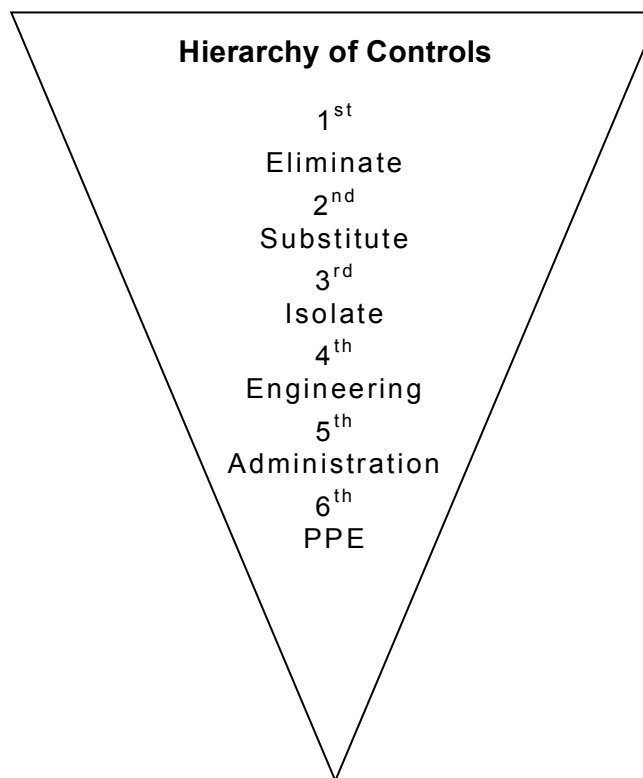 Hierarchy of Controls
1st
Eliminate
2nd
Substitute
3rd
Isolate
4th
Engineering
5th
Administration
6th
PPE